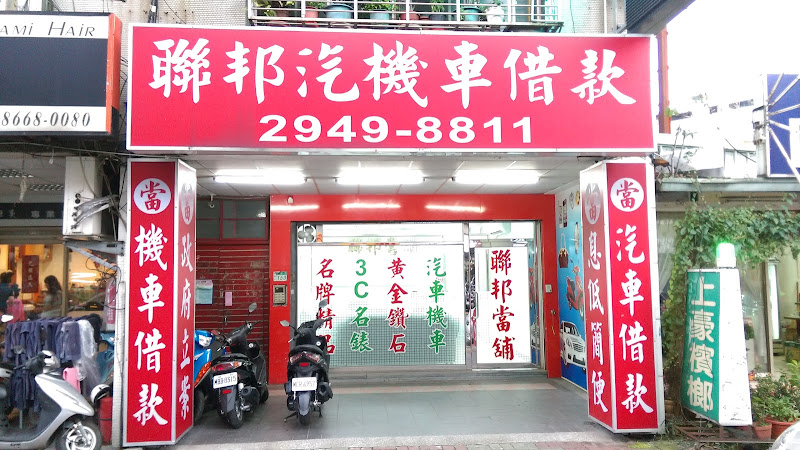 AMI HAIR
8668-0080
聯邦汽機車借款
2949-8811
當
機車借款
政府立案
名牌精品
3C名錶
黃金鑽石
汽車機車
聯邦當舖
息低簡便
當
汽車借款
上豪檳榔